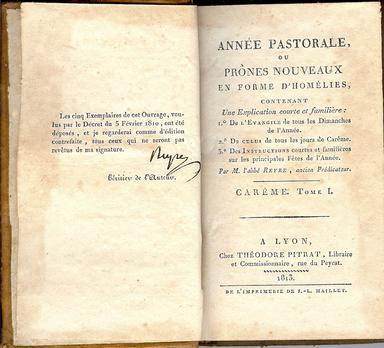 Les cinq Exemplaires de cet Ouvrage, vou-
lus par le Décret du 5 Février 1810, ont été
déposés, et je regarderai comme d'édition
contrefaite, tous ceux qui ne seront pas
revêtus de ma signature.
Reyre
Héritier de l'Auteur.
ANNÉE PASTORALE,
OU
PRÔNES NOUVEAUX
EN FORME D'HOMÉLIES,
CONTENANT
Une Explication courte et familière :
1.º De l'Evangile de tous les Dimanches
de l'Année.
2.º De celui de tous les jours de Carême.
3.º Des Instructions courtes et familières
sur les principales Fêtes de l'Année.
Par M. l'abbé REYRE, ancien Prédicateur.
CARÊME. TOME I.
A LYON,
Chez THÉODORE PITRAT, Libraire
et Commissionnaire, rue du Peyrat.
1813.
DE L'IMPRIMERIE DE J.-L. MAILLET.